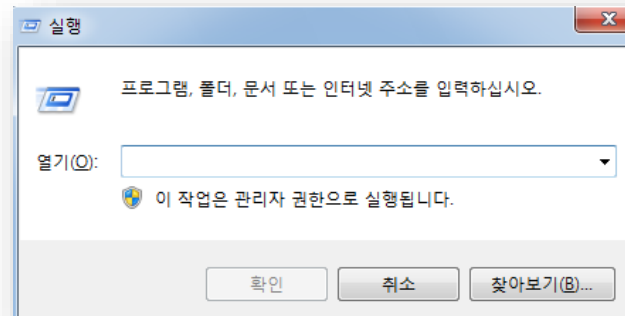 실행
프로그램, 폴더, 문서 또는 인터넷 주소를 입력하십시오.
열기(O):
이 작업은 관리자 권한으로 실행됩니다.
확인 취소 찾아보기(B)...